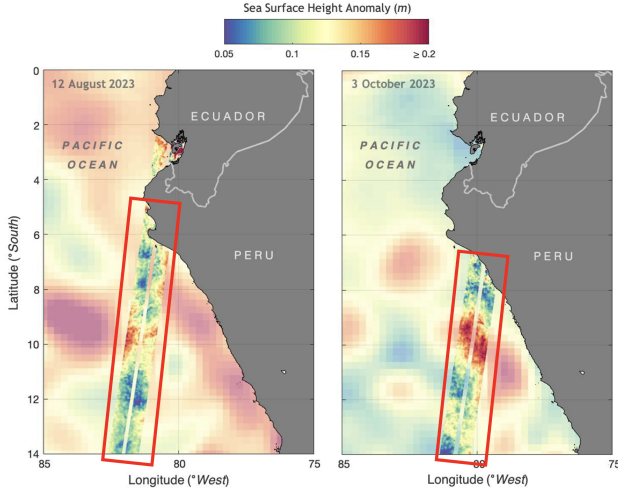 Sea Surface Height Anomaly (m)
0.05 0.1 0.15 ≥ 0.2
12 August 2023
ECUADOR
PACIFIC
OCEAN
PERU
0
2
4
6
8
10
12
14
85 80 75
Latitude (°South)
Longitude (°West)
3 October 2023
ECUADOR
PACIFIC
OCEAN
PERU
85 80 75
Longitude (°West)